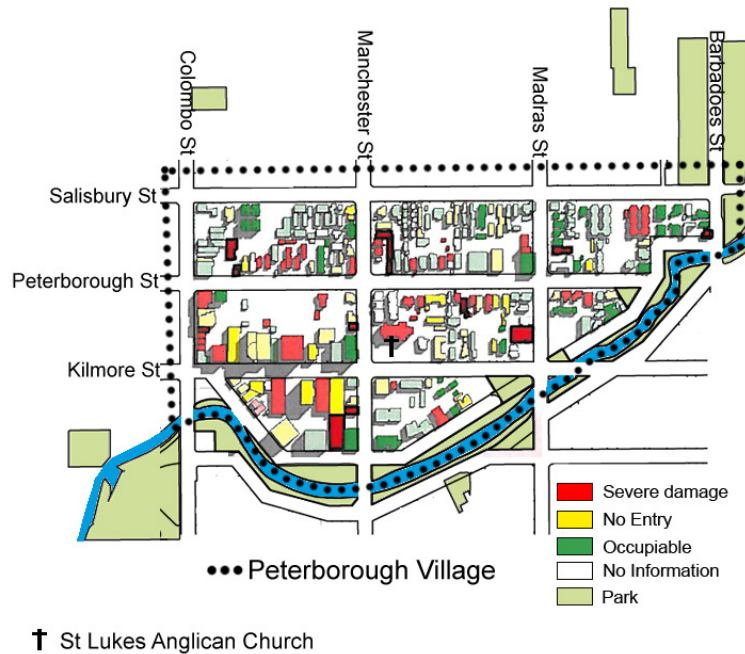 Colombo St
Manchester St
Madras St
Barbadoes St
Salisbury St
Peterborough St
Kilmore St
Severe damage
No Entry
Occupiable
No Information
Park
Peterborough Village
St Lukes Anglican Church